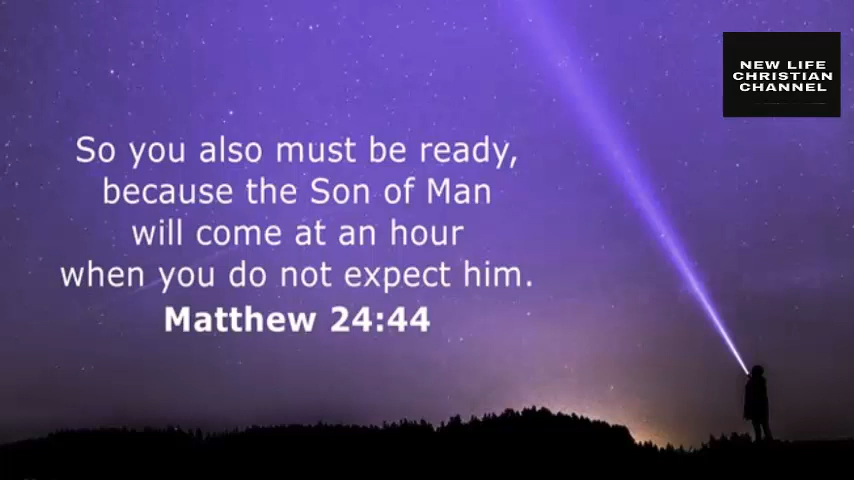 So you also must be ready,
because the Son of Man
will come at an hour
when you do not expect him.
Matthew 24:44
NEW LIFE
CHRISTIAN
CHANNEL